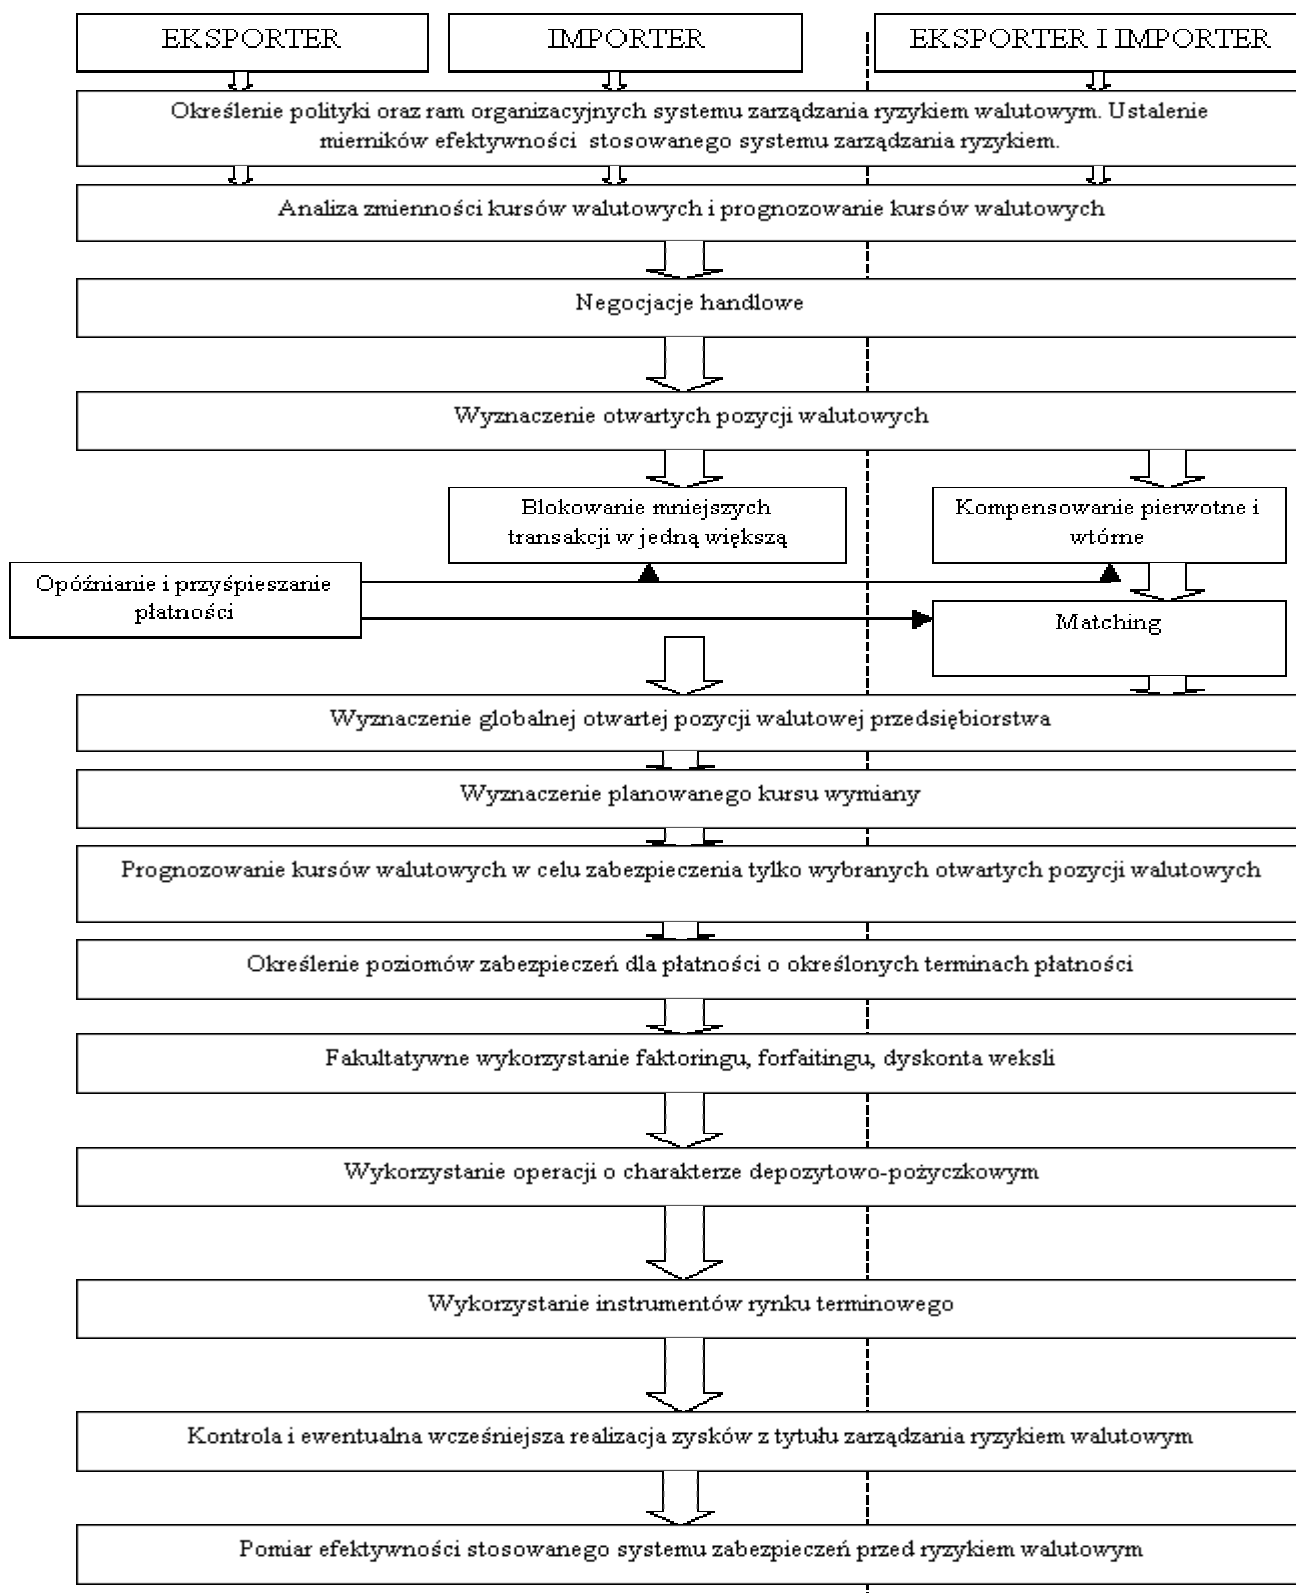 EKSPORTER
IMPORTER
EKSPORTER I IMPORTER
Określenie polityki oraz ram organizacyjnych systemu zarządzania ryzykiem walutowym. Ustalenie
mierników efektywności stosowanego systemu zarządzania ryzykiem.
Analiza zmienności kursów walutowych i prognozowanie kursów walutowych
Negocjacje handlowe
Wyznaczenie otwartych pozycji walutowych
Blokowanie mniejszych
transakcji w jedną większą
Kompensowanie pierwotne i
wtórne
Opóźnianie i przyśpieszanie
płatności
Matching
Wyznaczenie globalnej otwartej pozycji walutowej przedsiębiorstwa
Wyznaczenie planowanego kursu wymiany
Prognozowanie kursów walutowych w celu zabezpieczenia tylko wybranych otwartych pozycji walutowych
Określenie poziomów zabezpieczeń dla płatności o określonych terminach płatności
Fakultatywne wykorzystanie faktoringu, forfaitingu, dyskonta weksli
Wykorzystanie operacji o charakterze depozytowo-pożyczkowym
Wykorzystanie instrumentów rynku terminowego
Kontrola i ewentualna wcześniejsza realizacja zysków z tytułu zarządzania ryzykiem walutowym
Pomiar efektywności stosowanego systemu zabezpieczeń przed ryzykiem walutowym